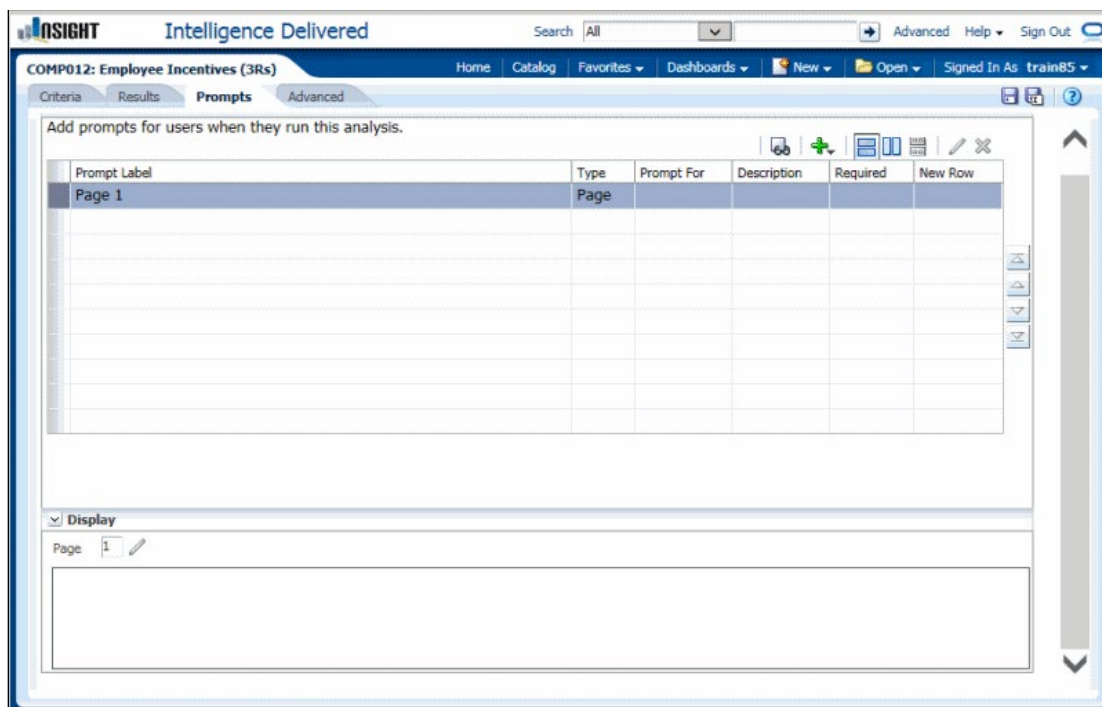 INSIGHT Intelligence Delivered Search All Advanced Help Sign Out
COMP012: Employee Incentives (3Rs) Home Catalog Favorites Dashboards New Open Signed In As train85
Criteria Results Prompts Advanced
Add prompts for users when they run this analysis.
Prompt Label Type Prompt For Description Required New Row
Page 1 Page
Display
Page 1